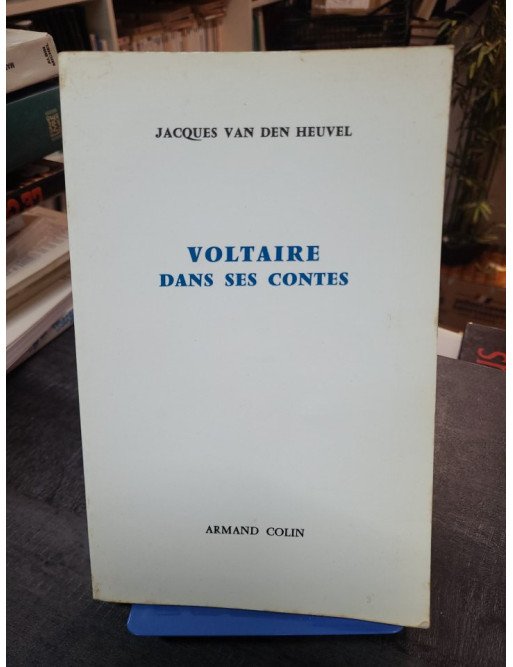 JACQUES VAN DEN HEUVEL
VOLTAIRE
DANS SES CONTES
ARMAND COLIN